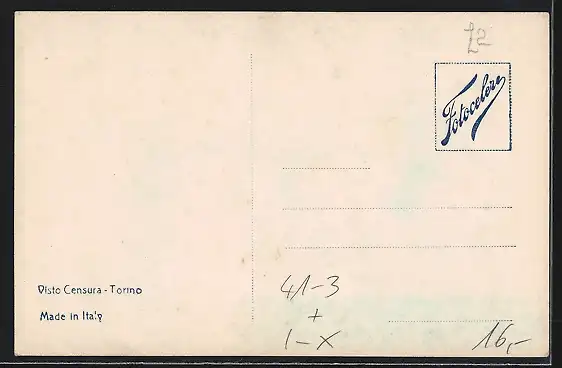 Fotocelere
Visto Censura - Torino
Made in Italy
41-3
+
1-X
16,-